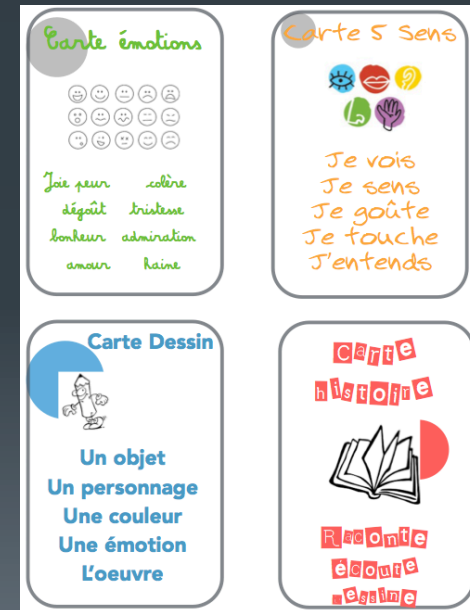 Carte émotions
Joie peur colère
dégoût tristesse
bonheur admiration
amour haine
Carte 5 Sens
Je vois
Je sens
Je goûte
Je touche
J'entends
Carte Dessin
Un objet
Un personnage
Une couleur
Une émotion
L'oeuvre
Carte
histoire
Raconte
écoute
Dessine